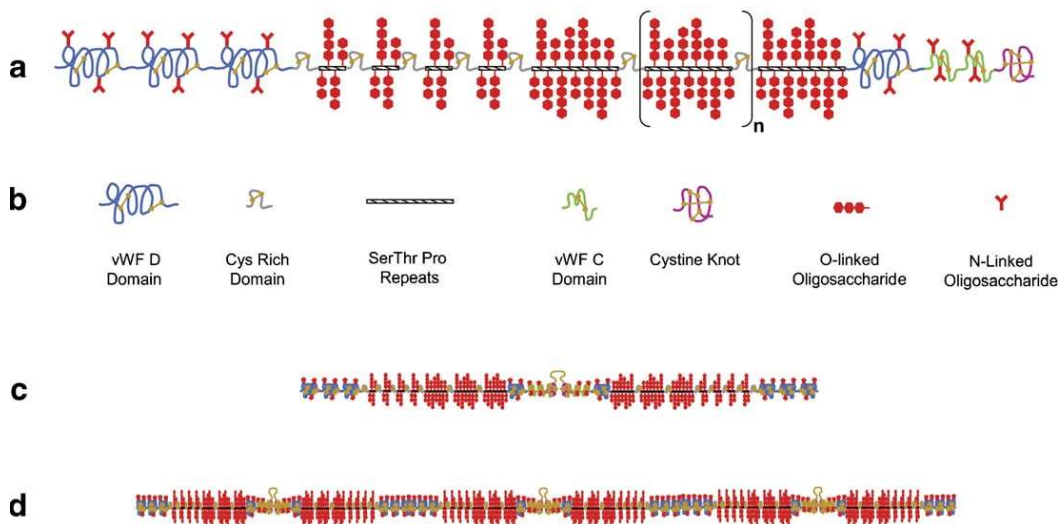 a
n
b
vWF D
Domain
Cys Rich
Domain
SerThr Pro
Repeats
vWF C
Domain
Cystine Knot
O-linked
Oligosaccharide
N-Linked
Oligosaccharide
c
d